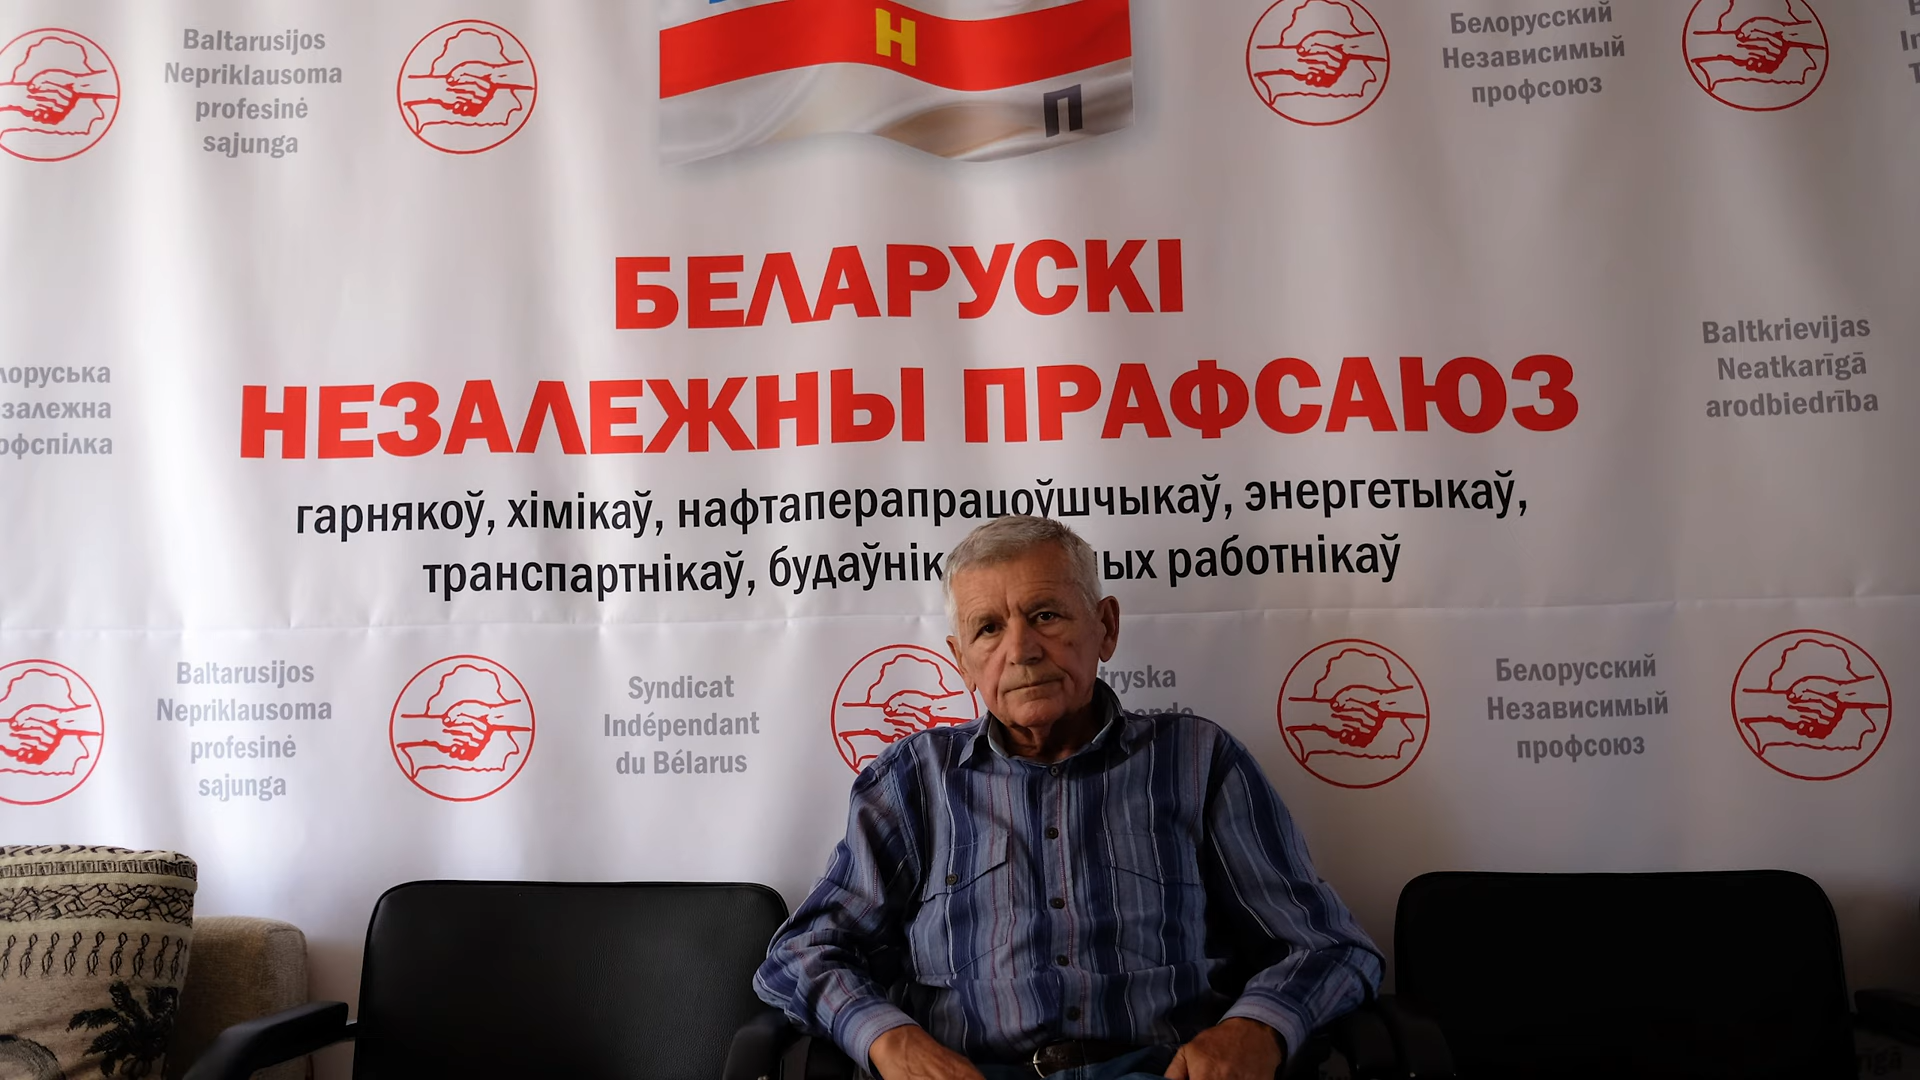 Baltarusijos
Nepriklausoma
profesinė
sąjunga
Н
П
Белорусский
Независимый
профсоюз
БЕЛАРУСКІ
НЕЗАЛЕЖНЫ ПРАФСАЮЗ
гарнякоў, хімікаў, нафтаперапрацоўшчыкаў, энергетыкаў,
транспартнікаў, работнікаў
Baltkrievijas
Neatkarīgā
arodbiedrība
Baltarusijos
Nepriklausoma
profesinė
sąjunga
Syndicat
Indépendant
du Bélarus
Белорусский
Независимый
профсоюз